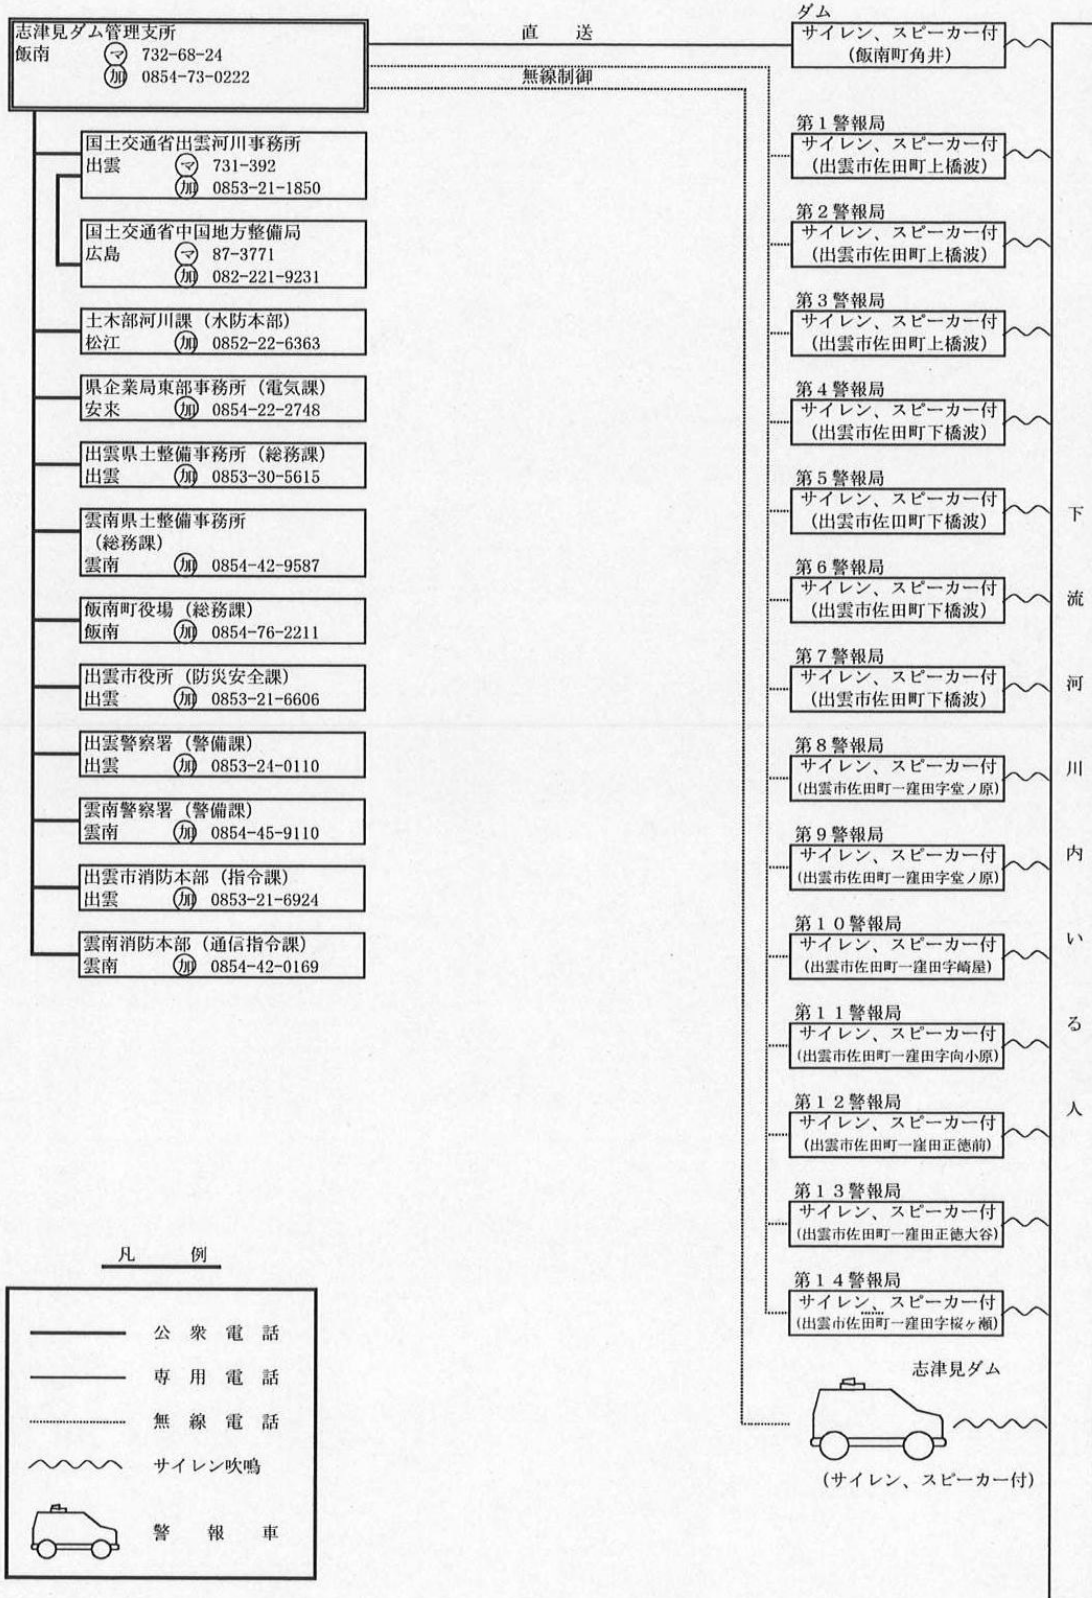 志津見ダム管理支所
飯南 ㋮ 732-68-24
加 0854-73-0222
国土交通省出雲河川事務所
出雲 ㋮ 731-392
加 0853-21-1850
国土交通省中国地方整備局
広島 ㋮ 87-3771
加 082-221-9231
土木部河川課（水防本部）
松江 加 0852-22-6363
県企業局東部事務所（電気課）
安来 加 0854-22-2748
出雲県土整備事務所（総務課）
出雲 加 0853-30-5615
雲南県土整備事務所
（総務課）
雲南 加 0854-42-9587
飯南町役場（総務課）
飯南 加 0854-76-2211
出雲市役所（防災安全課）
出雲 加 0853-21-6606
出雲警察署（警備課）
出雲 加 0853-24-0110
雲南警察署（警備課）
雲南 加 0854-45-9110
出雲市消防本部（指令課）
出雲 加 0853-21-6924
雲南消防本部（通信指令課）
雲南 加 0854-42-0169
直送
無線制御
ダム
サイレン、スピーカー付
（飯南町角井）
第１警報局
サイレン、スピーカー付
（出雲市佐田町上橋波）
第２警報局
サイレン、スピーカー付
（出雲市佐田町上橋波）
第３警報局
サイレン、スピーカー付
（出雲市佐田町上橋波）
第４警報局
サイレン、スピーカー付
（出雲市佐田町下橋波）
第５警報局
サイレン、スピーカー付
（出雲市佐田町下橋波）
第６警報局
サイレン、スピーカー付
（出雲市佐田町下橋波）
第７警報局
サイレン、スピーカー付
（出雲市佐田町下橋波）
第８警報局
サイレン、スピーカー付
（出雲市佐田町一窪田字堂ノ原）
第９警報局
サイレン、スピーカー付
（出雲市佐田町一窪田字堂ノ原）
第１０警報局
サイレン、スピーカー付
（出雲市佐田町一窪田字崎屋）
第１１警報局
サイレン、スピーカー付
（出雲市佐田町一窪田字向小原）
第１２警報局
サイレン、スピーカー付
（出雲市佐田町一窪田正徳前）
第１３警報局
サイレン、スピーカー付
（出雲市佐田町一窪田正徳大谷）
第１４警報局
サイレン、スピーカー付
（出雲市佐田町一窪田字桜ヶ瀬）
志津見ダム
（サイレン、スピーカー付）
下流河川内いる人
凡例
公衆電話
専用電話
無線電話
サイレン吹鳴
警報車